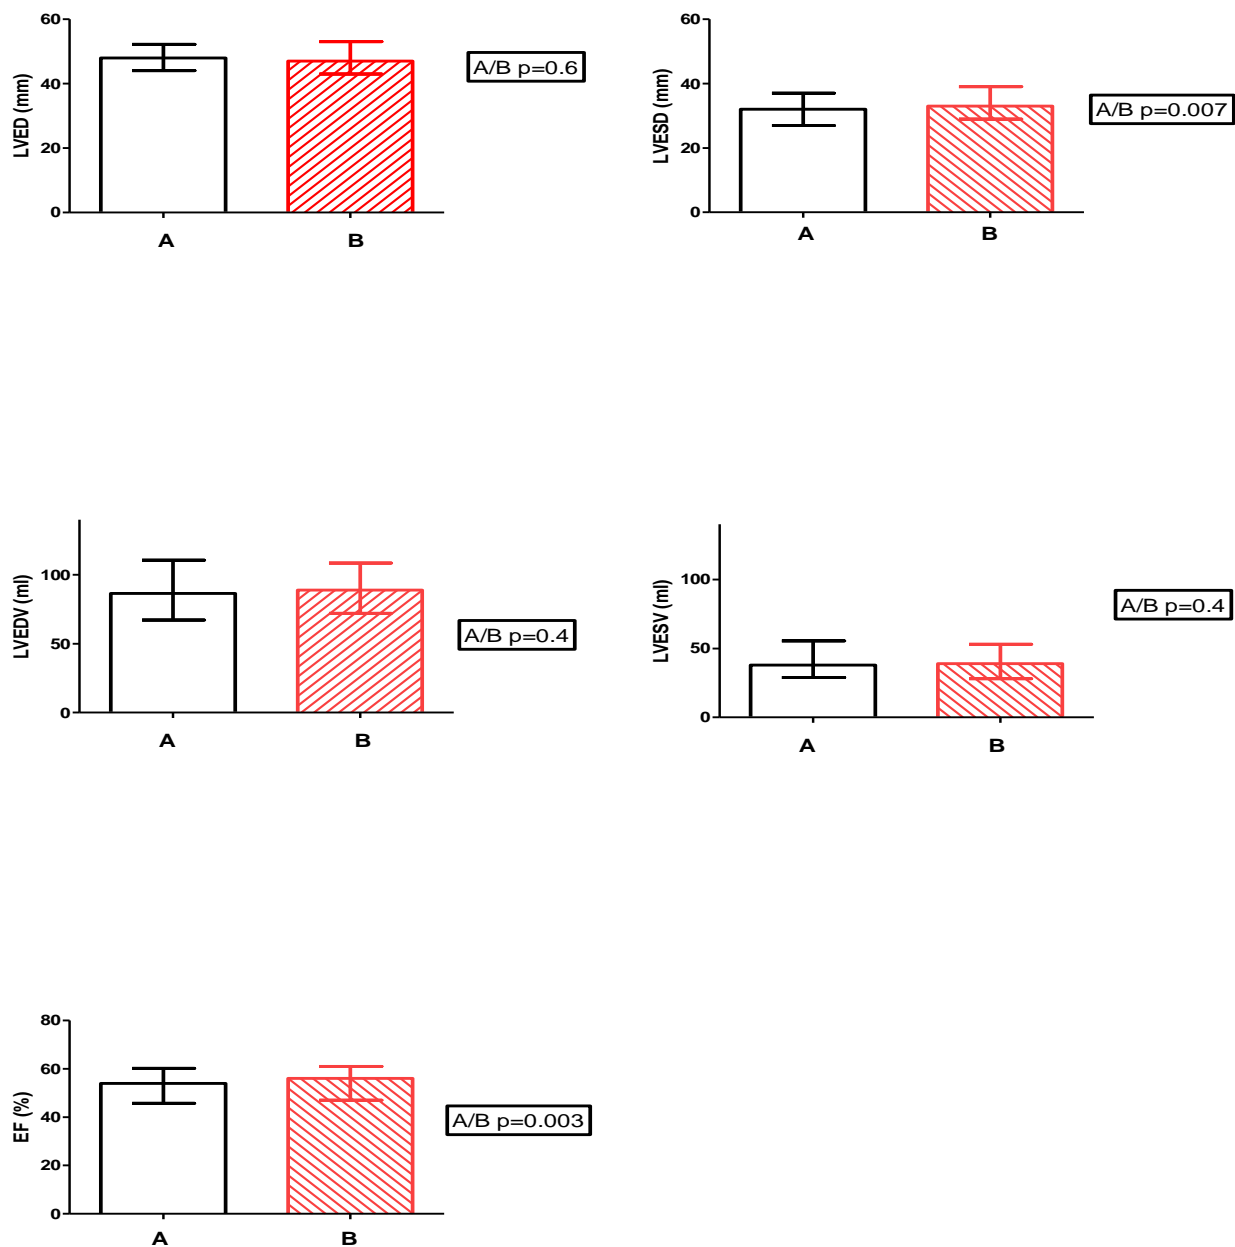 60
40
20
0
LVED (mm)
A
B
A/B p=0.6
60
40
20
0
LVESD (mm)
A
B
A/B p=0.007
100
50
0
LVEDV (ml)
A
B
A/B p=0.4
100
50
0
LVESV (ml)
A
B
A/B p=0.4
80
60
40
20
0
EF (%)
A
B
A/B p=0.003